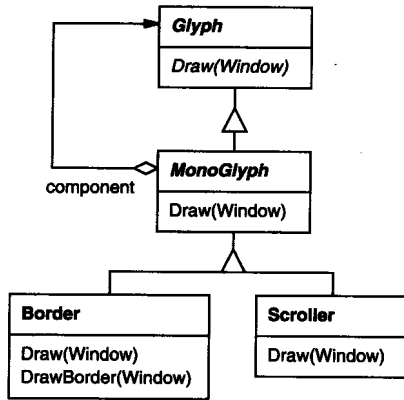 Glyph
Draw(Window)
component
MonoGlyph
Draw(Window)
Border
Draw(Window)
DrawBorder(Window)
Scroller
Draw(Window)